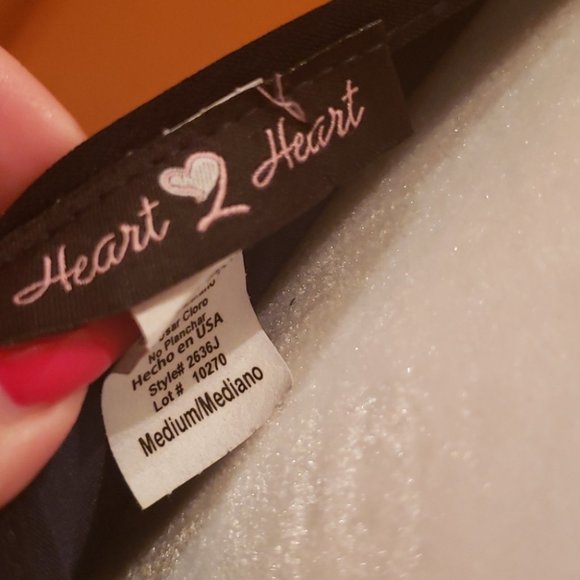 Heart 2 Heart
No Planchar
Hecho en USA
Style# 2636J
Lot # 10270
Medium/Mediano